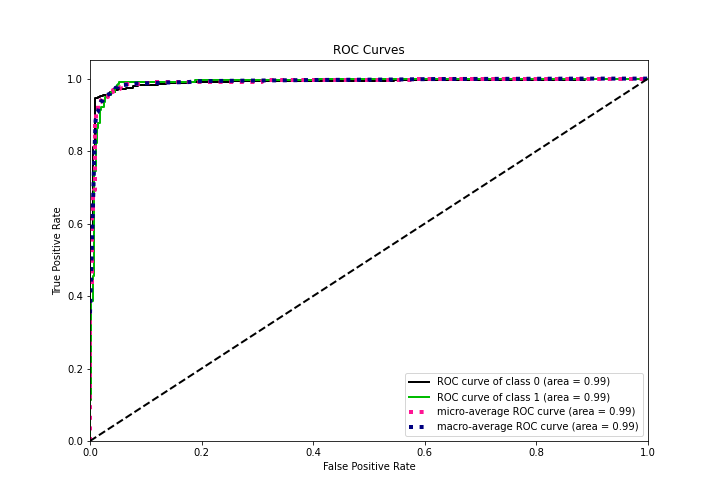 ROC Curves
True Positive Rate
1.0
0.8
0.6
0.4
0.2
0.0
ROC curve of class 0 (area = 0.99)
ROC curve of class 1 (area = 0.99)
micro-average ROC curve (area = 0.99)
macro-average ROC curve (area = 0.99)
0.0 0.2 0.4 0.6 0.8 1.0
False Positive Rate